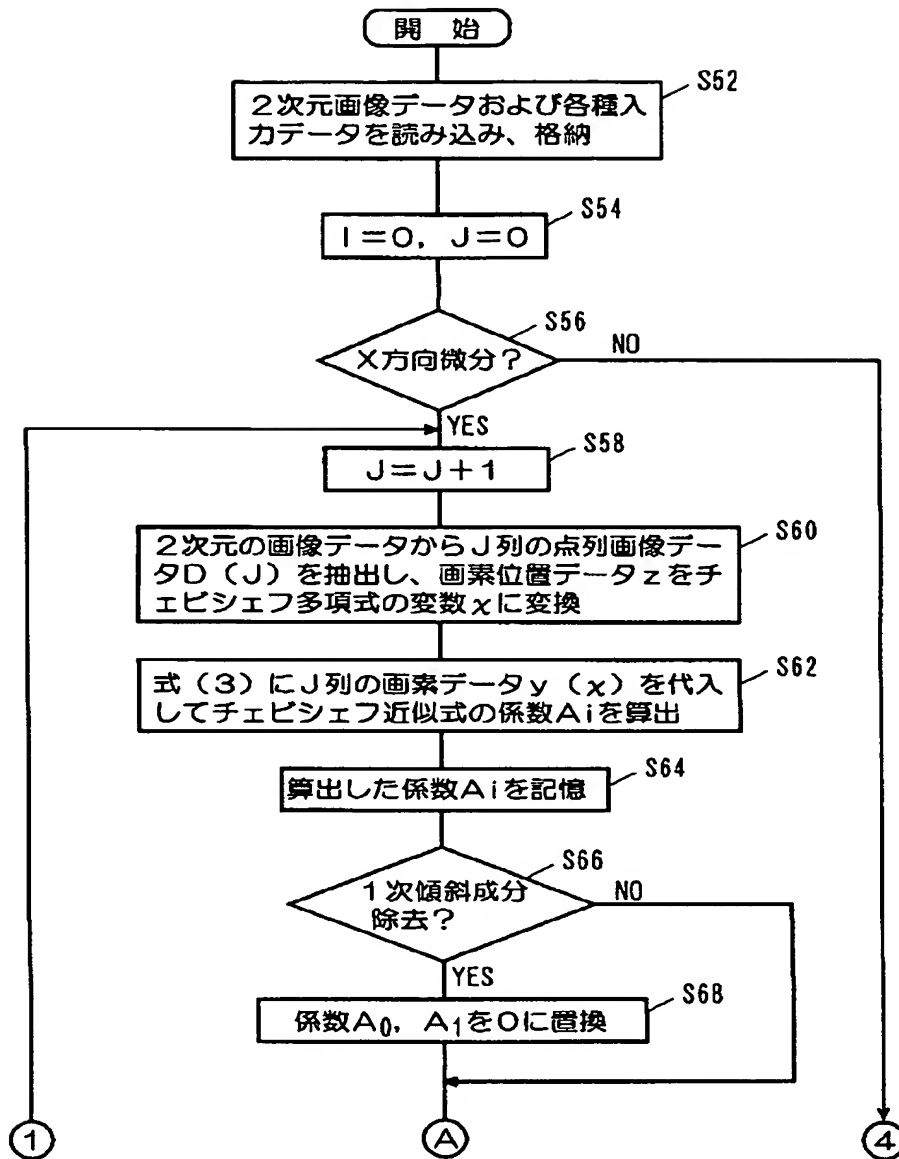 開 始
S52
2次元画像データおよび各種入
力データを読み込み、格納
S54
I=0, J=0
S56
X方向微分?
NO
YES
S58
J=J+1
S60
2次元の画像データからJ列の点列画像デー
タD(J)を抽出し、画素位置データzをチ
ェビシェフ多項式の変数χに変換
S62
式(3)にJ列の画素データy(χ)を代入
してチェビシェフ近似式の係数Aiを算出
S64
算出した係数Aiを記憶
S66
1次傾斜成分
除去?
NO
YES
S68
係数A0, A1を0に置換
1
A
4